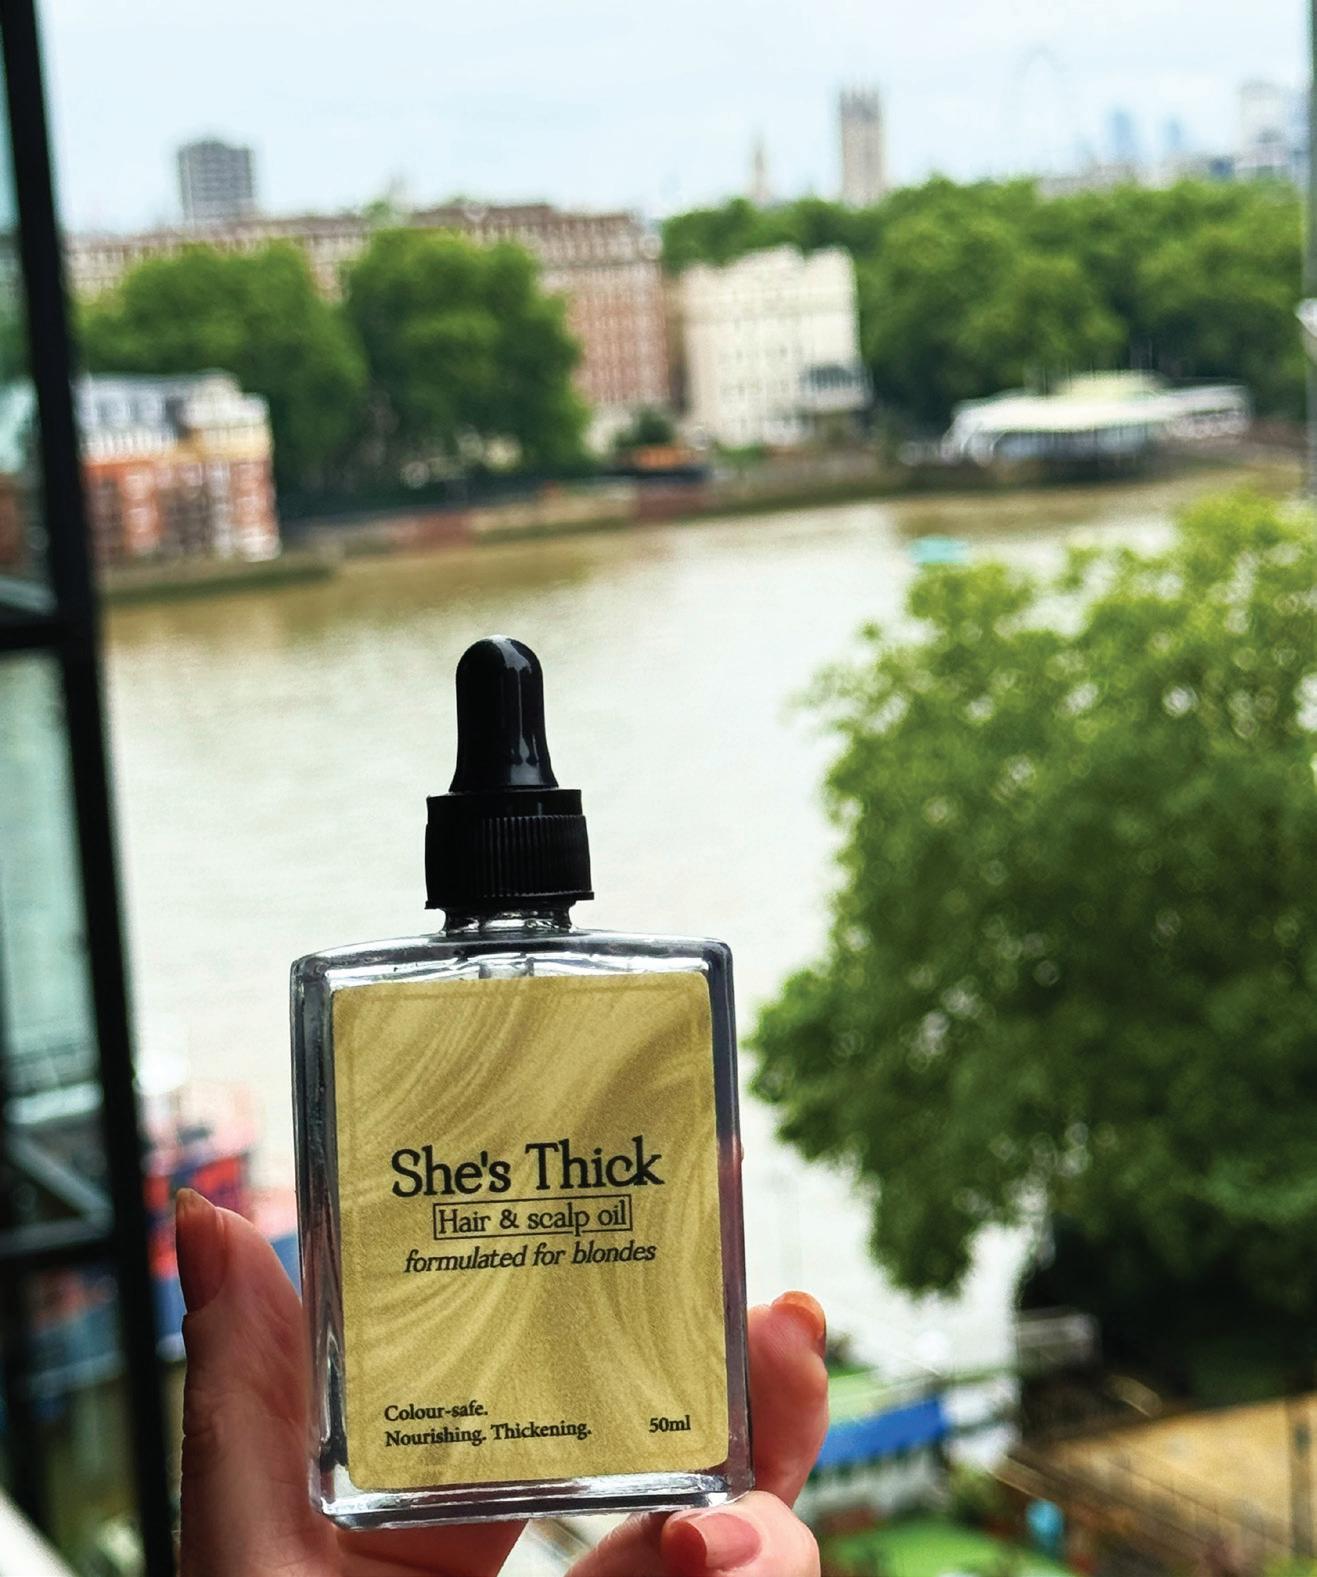 She's Thick
Hair & scalp oil
formulated for blondes
Colour-safe.
Nourishing. Thickening.
50ml